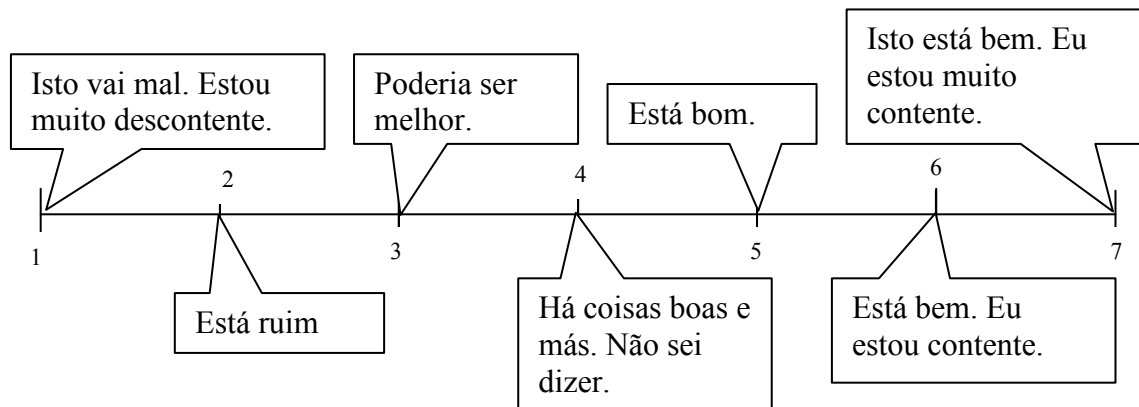 Isto vai mal. Estou
muito descontente.
Poderia ser
melhor.
Está bom.
Isto está bem. Eu
estou muito
contente.
2
4
6
1
3
5
7
Está ruim
Há coisas boas e
más. Não sei
dizer.
Está bem. Eu
estou contente.